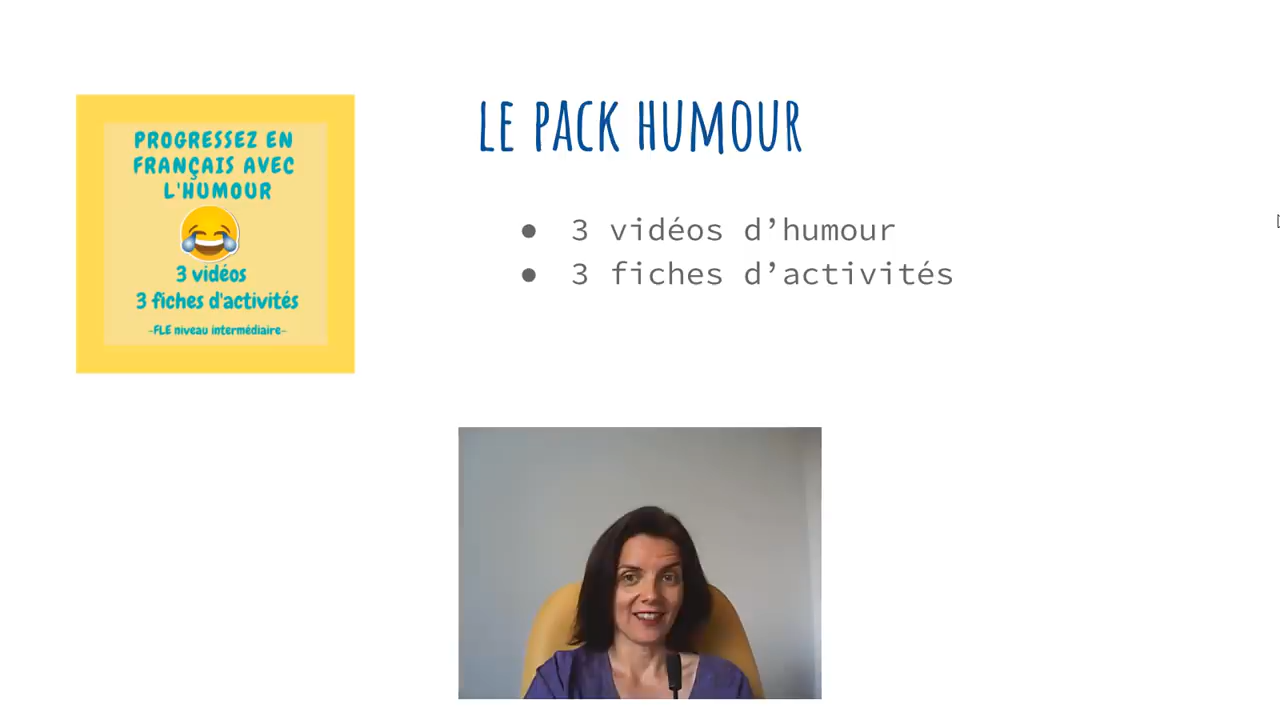 LE PACK HUMOUR
PROGRESSEZ EN
FRANÇAIS AVEC
L'HUMOUR
3 vidéos
3 fiches d'activités
-FLE niveau intermédiaire-
● 3 vidéos d’humour
● 3 fiches d’activités